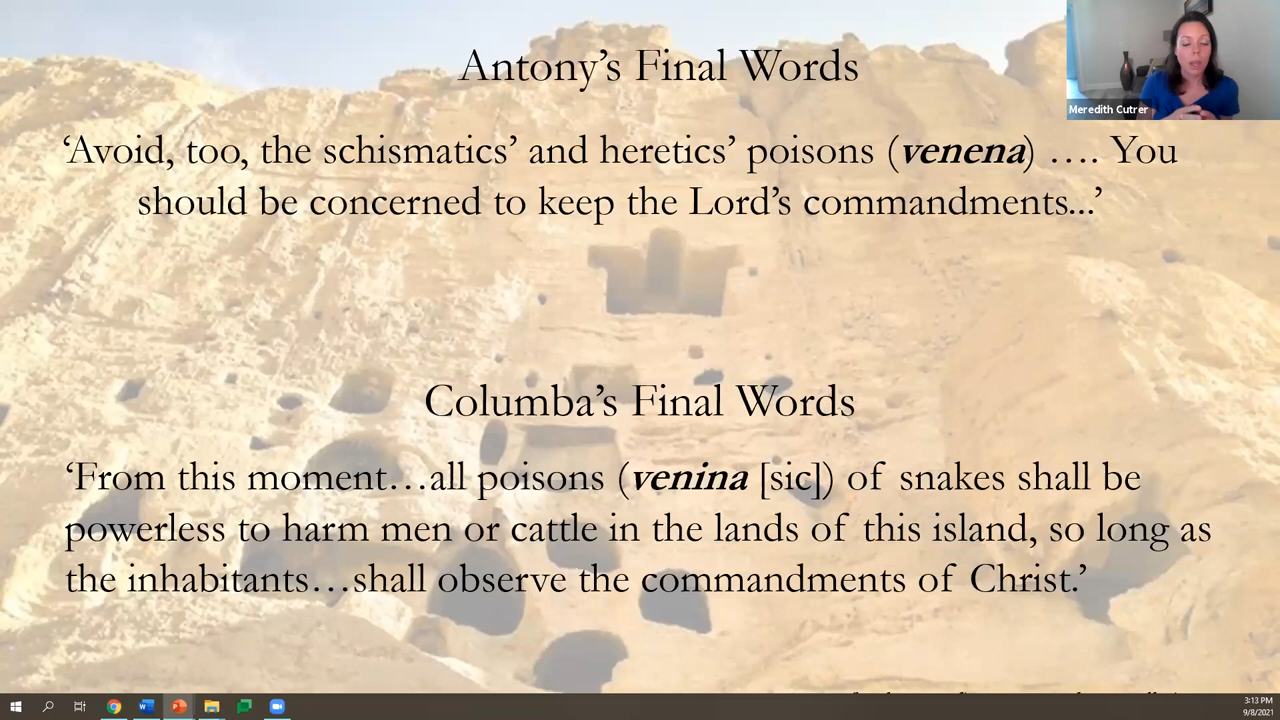 Antony’s Final Words
Meredith Cutrer
‘Avoid, too, the schismatics’ and heretics’ poisons (venena) …. You
should be concerned to keep the Lord’s commandments...’
Columba’s Final Words
‘From this moment…all poisons (venina [sic]) of snakes shall be
powerless to harm men or cattle in the lands of this island, so long as
the inhabitants…shall observe the commandments of Christ.’
3:13 PM
9/8/2021